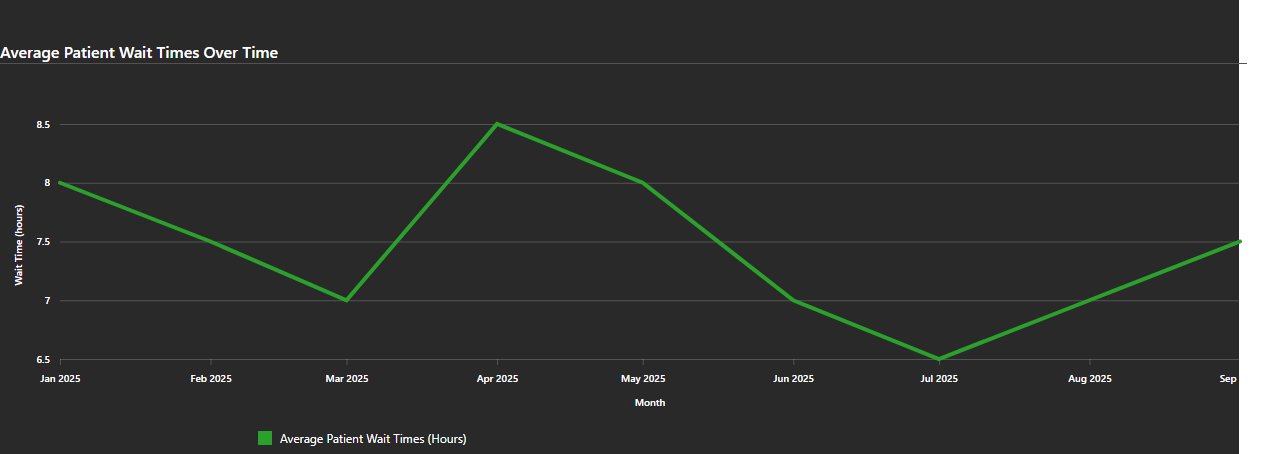 Average Patient Wait Times Over Time
8.5
8
7.5
7
6.5
Wait Time (hours)
Jan 2025 Feb 2025 Mar 2025 Apr 2025 May 2025 Jun 2025 Jul 2025 Aug 2025 Sep
Month
Average Patient Wait Times (Hours)